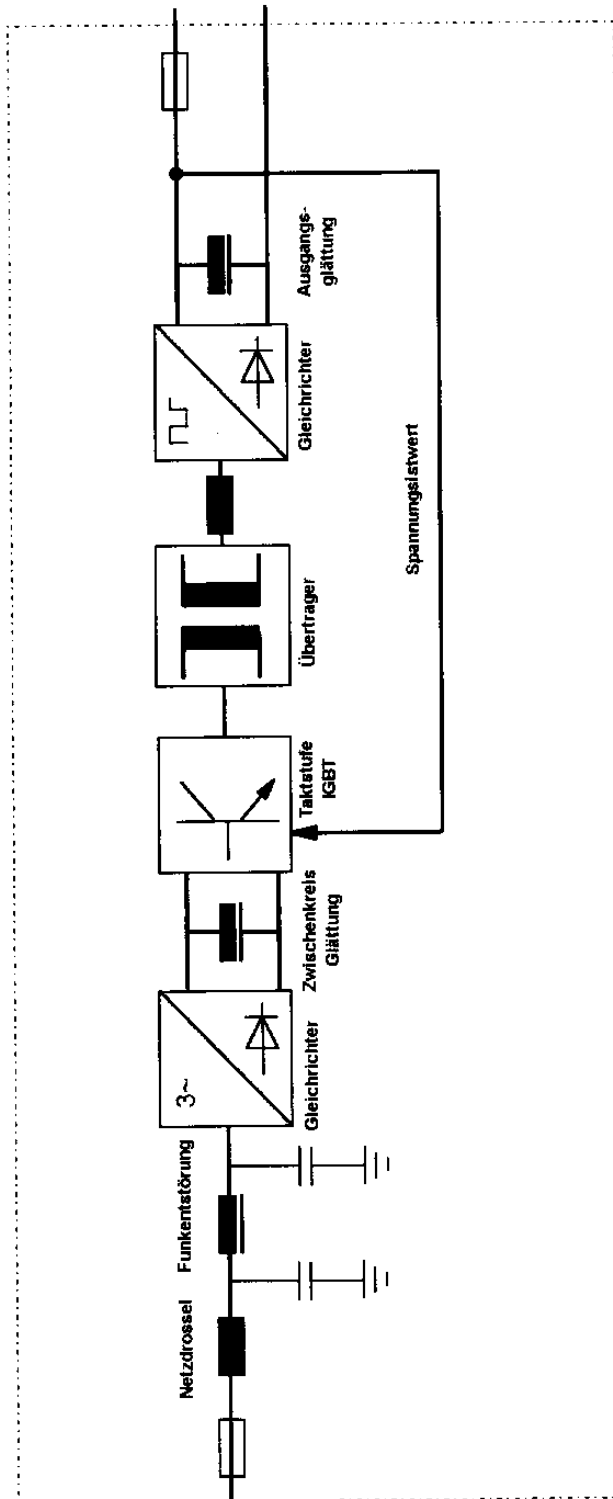 Netzdrossel
Funkentstörung
3~
Gleichrichter
Zwischenkreis
Glättung
Taktstufe
IGBT
Übertrager
Gleichrichter
Ausgangs-
glättung
Spannungsistwert